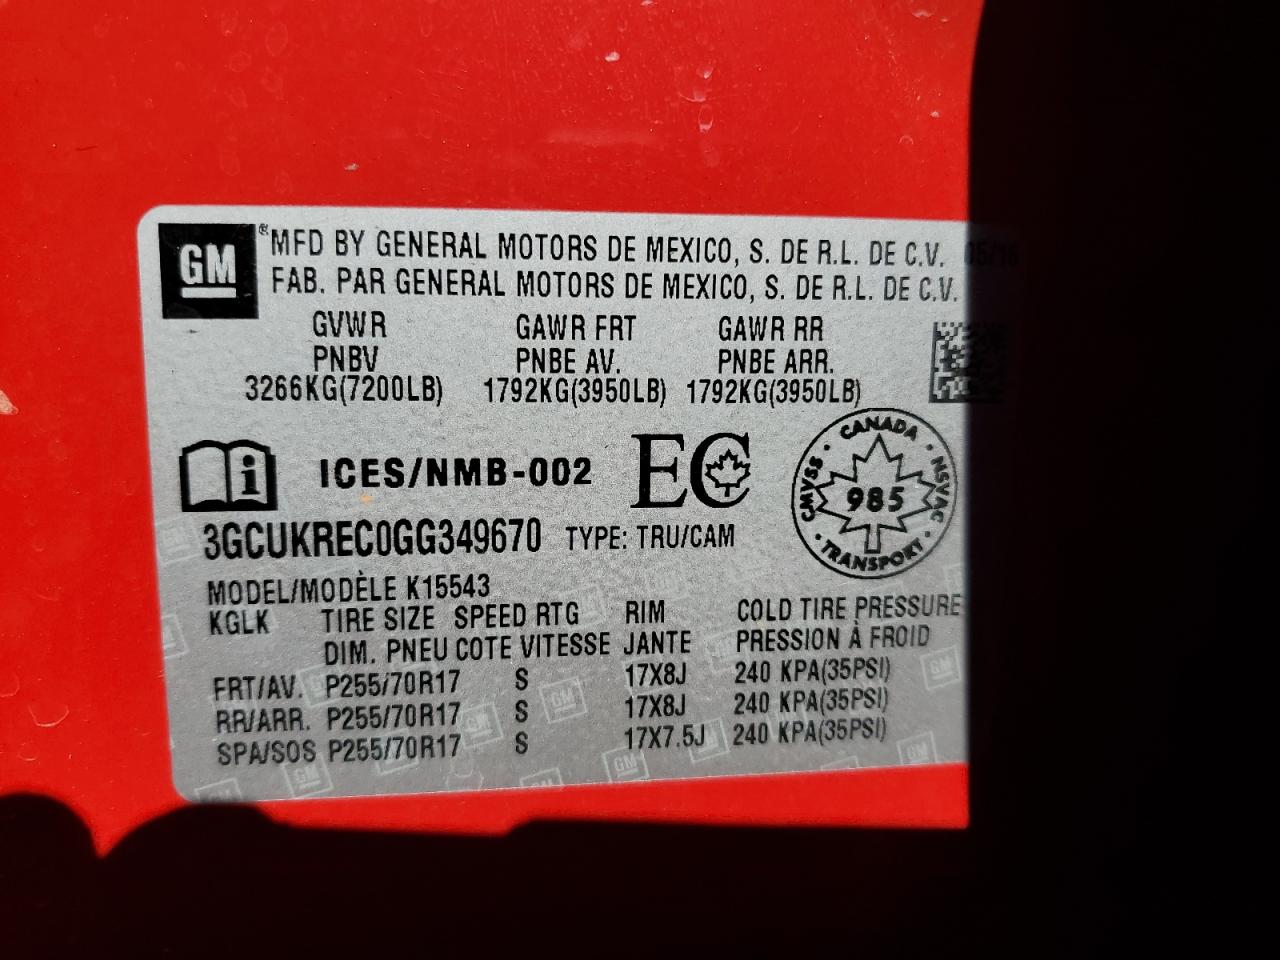 GM ® MFD BY GENERAL MOTORS DE MEXICO, S. DE R.L. DE C.V. 05/16
FAB. PAR GENERAL MOTORS DE MEXICO, S. DE R.L. DE C.V.
GVWR GAWR FRT GAWR RR
PNBV PNBE AV. PNBE ARR.
3266KG(7200LB) 1792KG(3950LB) 1792KG(3950LB)
i ICES/NMB-002 EC
CANADA
CMVSS 985 NSVAC
TRANSPORT
3GCUKREC0GG349670 TYPE: TRU/CAM
MODEL/MODÈLE K15543
KGLK TIRE SIZE SPEED RTG RIM COLD TIRE PRESSURE
DIM. PNEU COTE VITESSE JANTE PRESSION À FROID
FRT/AV. P255/70R17 S 17X8J 240 KPA(35PSI)
RR/ARR. P255/70R17 S 17X8J 240 KPA(35PSI)
SPA/SOS P255/70R17 S 17X7.5J 240 KPA(35PSI)